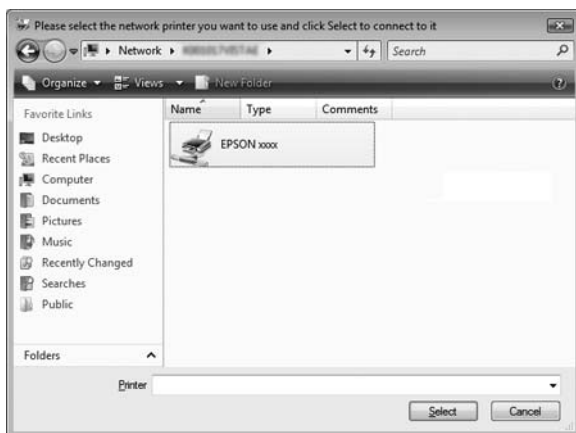 Please select the network printer you want to use and click Select to connect to it
Network
Search
Organize Views New Folder
Favorite Links
Desktop
Recent Places
Computer
Documents
Pictures
Music
Recently Changed
Searches
Public
Folders
Name Type Comments
EPSON xxxx
Printer
Select Cancel